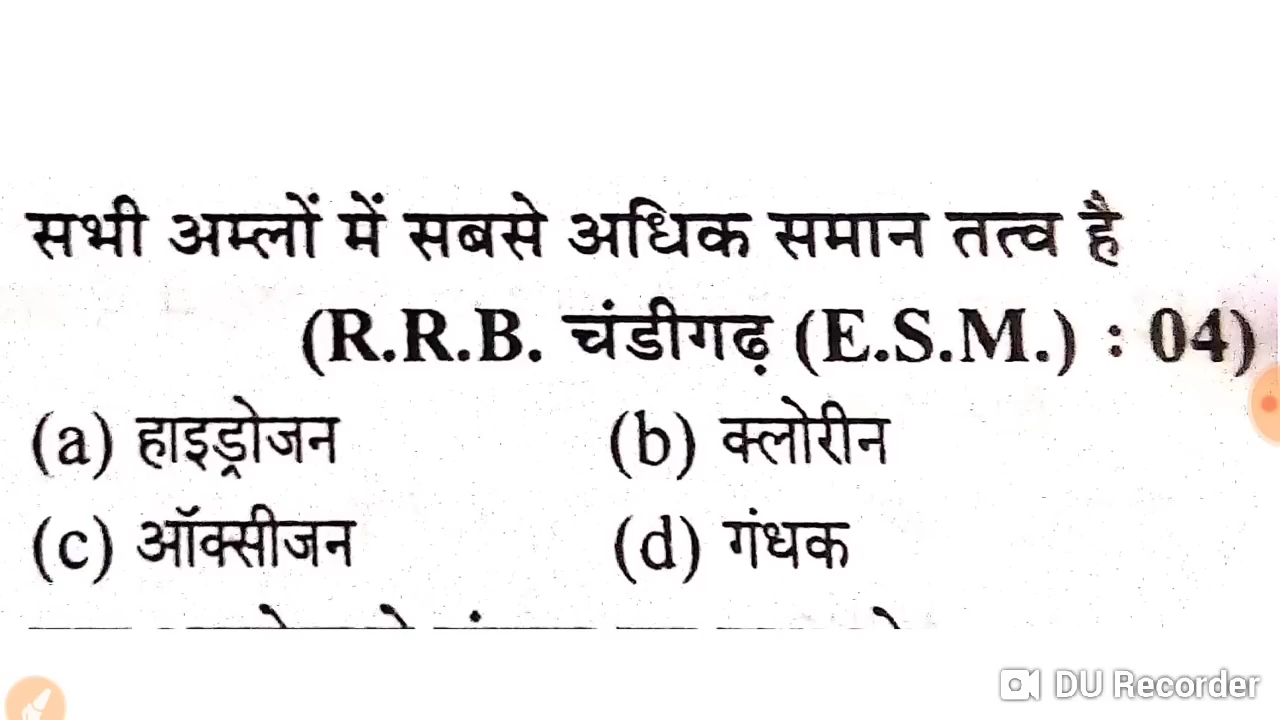 सभी अम्लों में सबसे अधिक समान तत्व है
(R.R.B. चंडीगढ़ (E.S.M.) : 04)
(a) हाइड्रोजन (b) क्लोरीन
(c) ऑक्सीजन (d) गंधक
DU Recorder